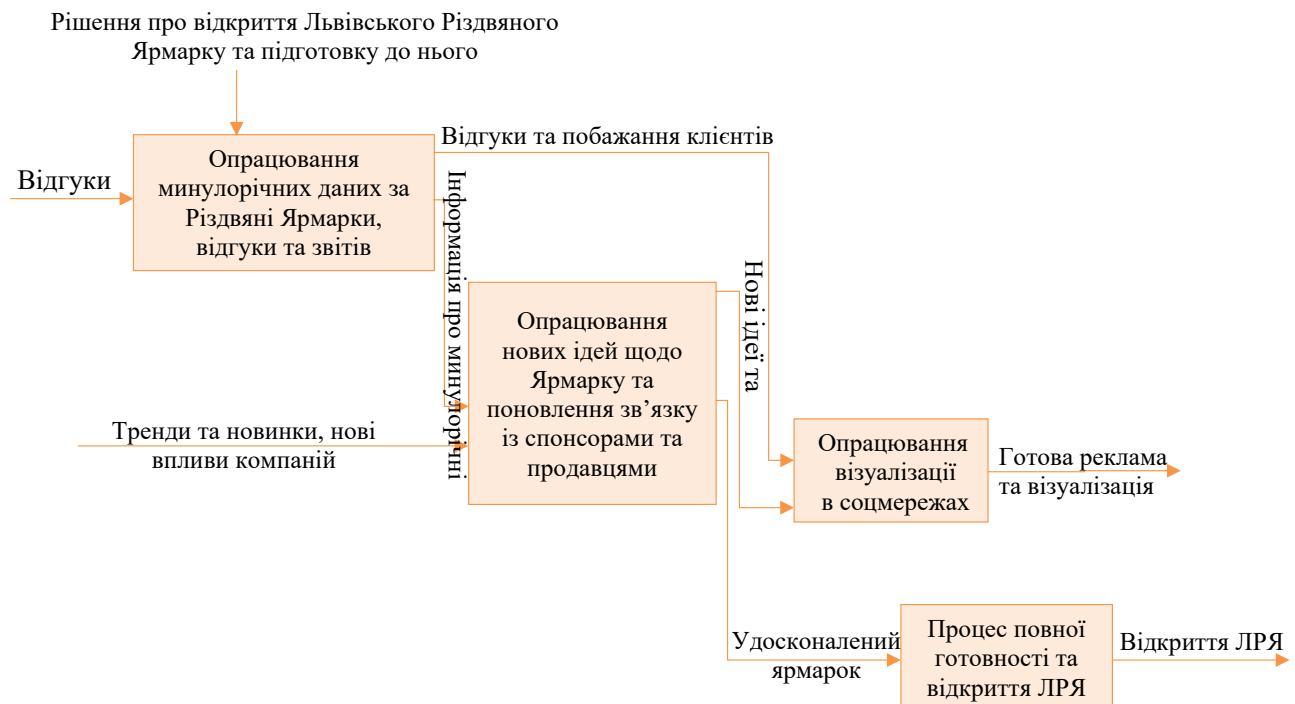 Рішення про відкриття Львівського Різдвяного
Ярмарку та підготовку до нього
Відгуки та побажання клієнтів
Відгуки
Опрацювання
минулорічних даних за
Різдвяні Ярмарки,
відгуки та звітів
Інформація про минулорічні
Нові ідеї та
Опрацювання
нових ідей щодо
Ярмарку та
поновлення зв’язку
із спонсорами та
продавцями
Тренди та новинки, нові
впливи компаній
Опрацювання
візуалізації
в соцмережах
Готова реклама
та візуалізація
Удосконалений
ярмарок
Процес повної
готовності та
відкриття ЛРЯ
Відкриття ЛРЯ